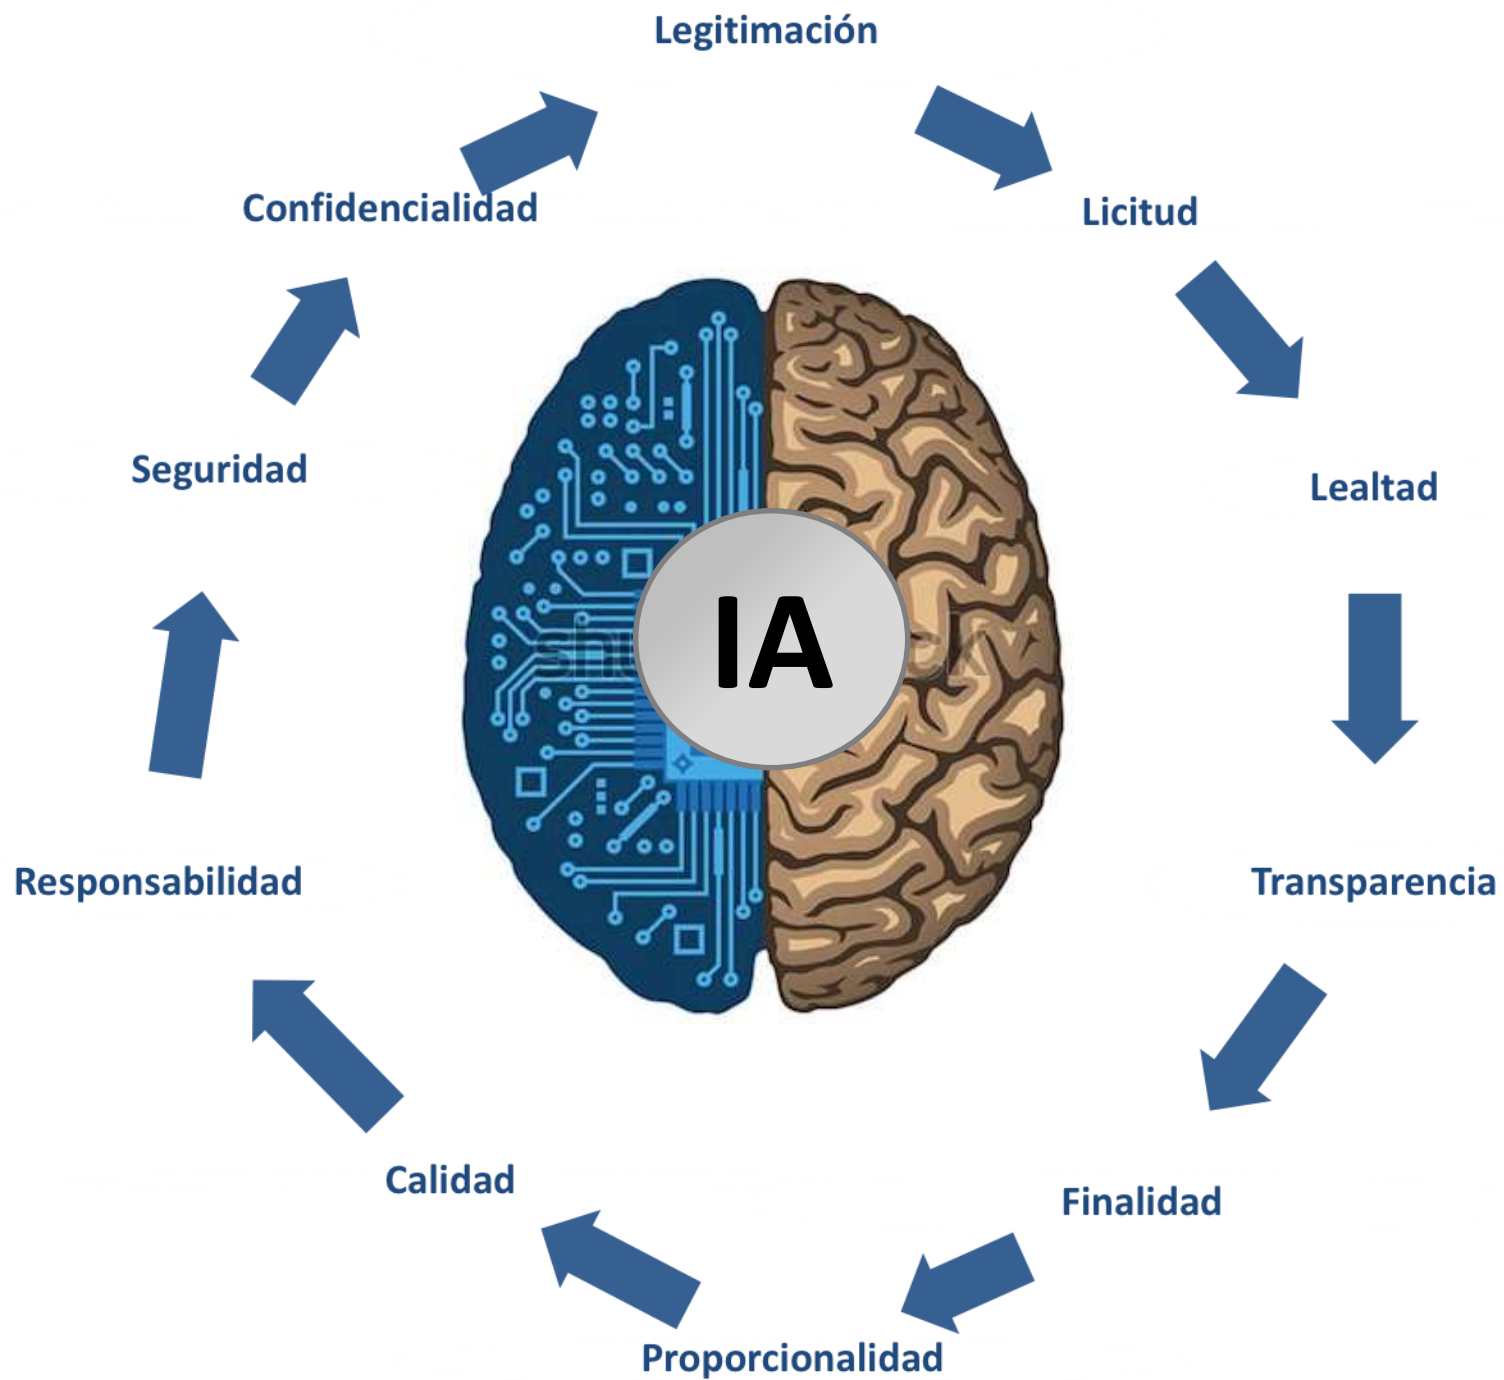 Legitimación
Confidencialidad
Licitud
Seguridad
Lealtad
IA
Responsabilidad
Transparencia
Calidad
Finalidad
Proporcionalidad